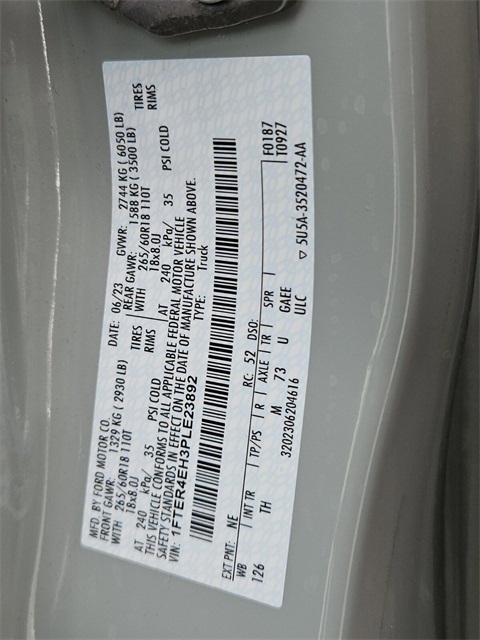 MFD. BY FORD MOTOR CO.
DATE: 06/23 GVWR: 2744 KG ( 6050 LB)
FRONT GAWR: 1329 KG ( 2930 LB) REAR GAWR: 1588 KG ( 3500 LB)
WITH 265/60R18 110T TIRES WITH 265/60R18 110T TIRES
18x8.0J RIMS 18x8.0J RIMS
AT 240 kPa/ 35 PSI COLD AT 240 kPa/ 35 PSI COLD
THIS VEHICLE CONFORMS TO ALL APPLICABLE FEDERAL MOTOR VEHICLE
SAFETY STANDARDS IN EFFECT ON THE DATE OF MANUFACTURE SHOWN ABOVE.
VIN: 1FTER4EH3PLE23892 TYPE: Truck
EXT PNT: NE RC: 52 DSO: F0187
WB INT TR TP/PS R AXLE TR SPR T0927
126 TH M 73 U GAEE
3202306204616 ULC
▽ 5U5A-3520472-AA